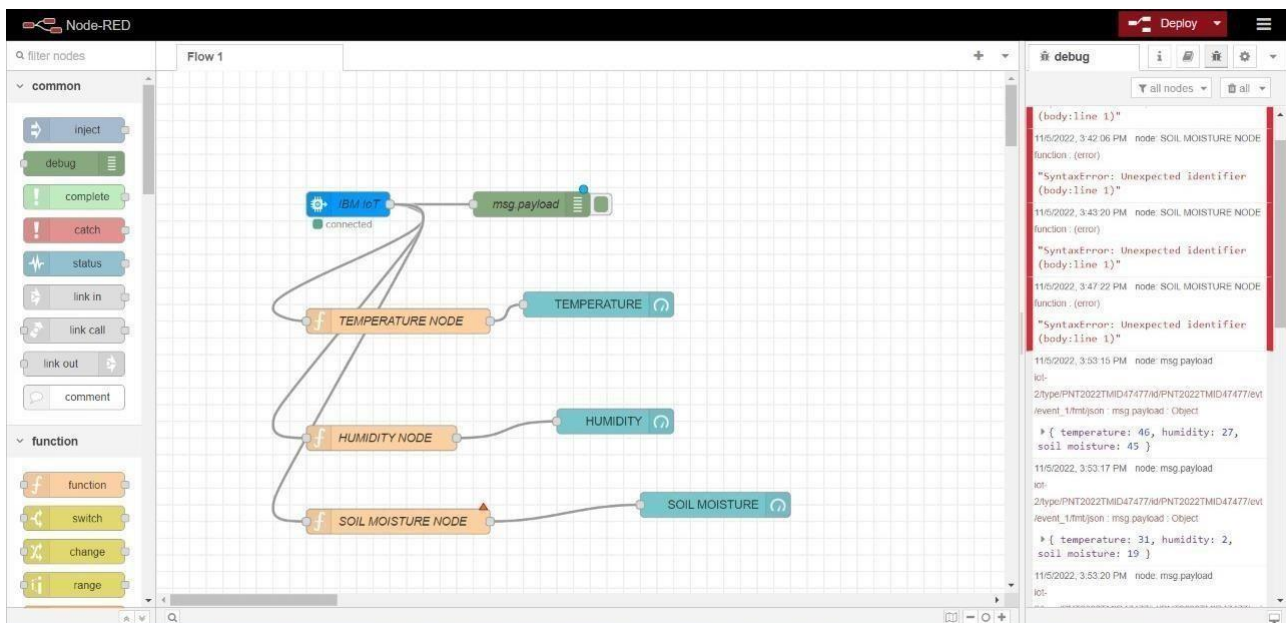 Node-RED
Deploy
filter nodes
common
inject
debug
complete
catch
status
link in
link call
link out
comment
function
function
switch
change
range
Flow 1
IBM IoT
connected
msg.payload
TEMPERATURE NODE
TEMPERATURE
HUMIDITY NODE
HUMIDITY
SOIL MOISTURE NODE
SOIL MOISTURE
debug
all nodes
all
(body:line 1)"
11/5/2022, 3:42:06 PM node: SOIL MOISTURE NODE
function : (error)
"SyntaxError: Unexpected identifier
(body:line 1)"
11/5/2022, 3:43:20 PM node: SOIL MOISTURE NODE
function : (error)
"SyntaxError: Unexpected identifier
(body:line 1)"
11/5/2022, 3:47:22 PM node: SOIL MOISTURE NODE
function : (error)
"SyntaxError: Unexpected identifier
(body:line 1)"
11/5/2022, 3:53:15 PM node: msg.payload
iot-
2/type/PNT2022TMID47477/id/PNT2022TMID47477/evt
/event_1/fmt/json : msg.payload : Object
{ temperature: 46, humidity: 27,
soil moisture: 45 }
11/5/2022, 3:53:17 PM node: msg.payload
iot-
2/type/PNT2022TMID47477/id/PNT2022TMID47477/evt
/event_1/fmt/json : msg.payload : Object
{ temperature: 31, humidity: 2,
soil moisture: 19 }
11/5/2022, 3:53:20 PM node: msg.payload
iot-